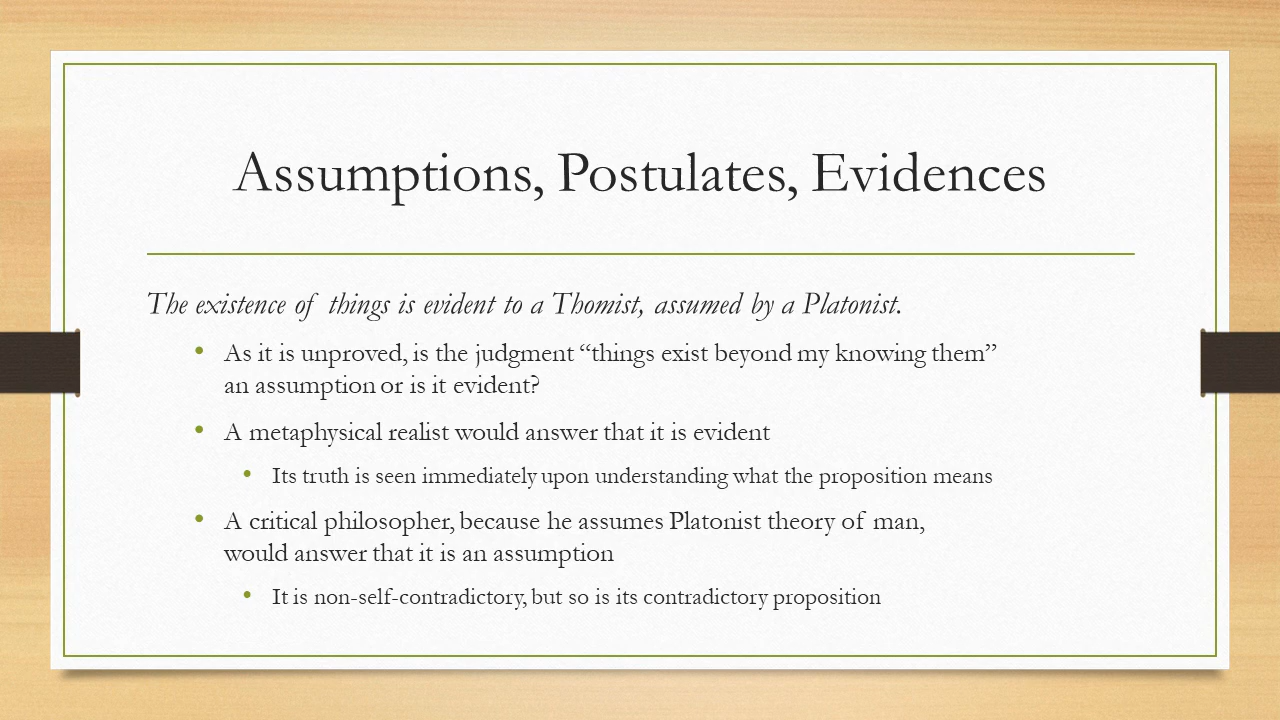 Assumptions, Postulates, Evidences
The existence of things is evident to a Thomist, assumed by a Platonist.
• As it is unproved, is the judgment “things exist beyond my knowing them”
an assumption or is it evident?
• A metaphysical realist would answer that it is evident
• Its truth is seen immediately upon understanding what the proposition means
• A critical philosopher, because he assumes Platonist theory of man,
would answer that it is an assumption
• It is non-self-contradictory, but so is its contradictory proposition